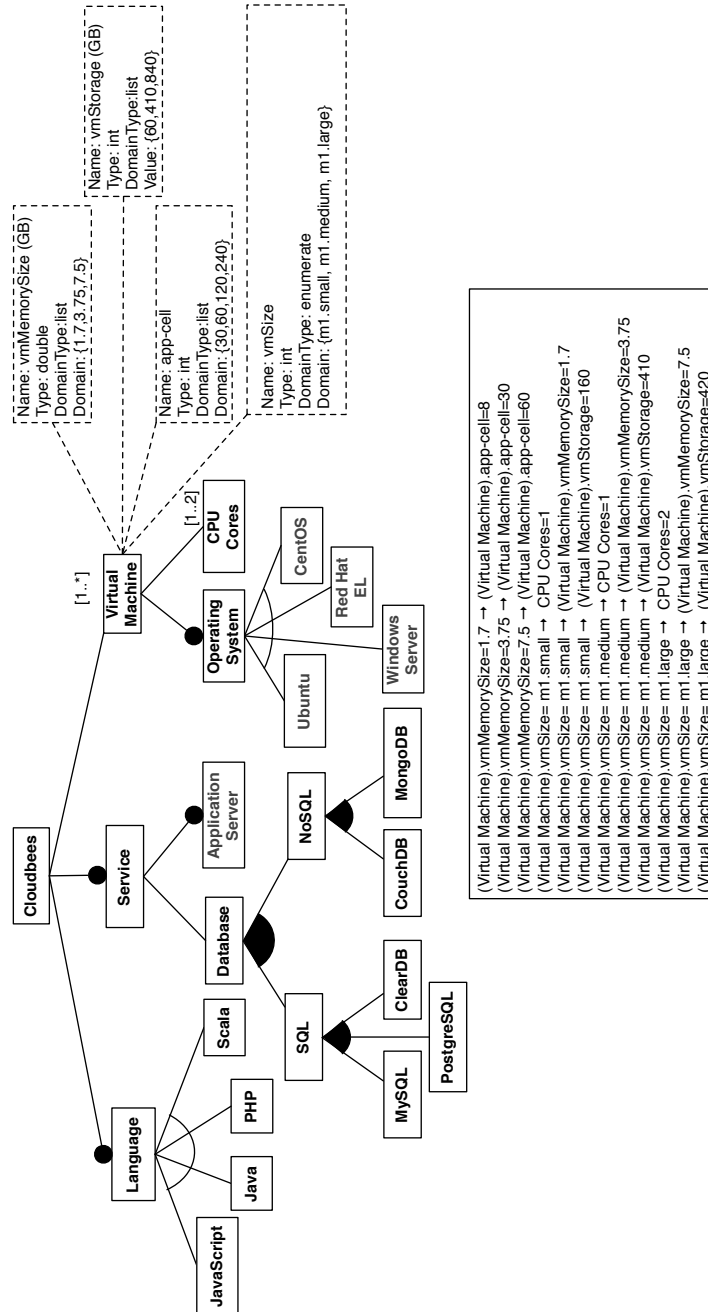 Cloudbees
Language
Service
[1..*]
Virtual
Machine
JavaScript
Java
PHP
Scala
Database
Application
Server
Operating
System
[1..2]
CPU
Cores
SQL
NoSQL
Ubuntu
Windows
Server
Red Hat
EL
CentOS
MySQL
PostgreSQL
ClearDB
CouchDB
MongoDB
Name: vmMemorySize (GB)
Type: double
DomainType:list
Domain: {1.7,3.75,7.5}
Name: vmStorage (GB)
Type: int
DomainType:list
Value: {60,410,840}
Name: app-cell
Type: int
DomainType:list
Domain: {30,60,120,240}
Name: vmSize
Type: int
DomainType: enumerate
Domain: {m1.small, m1.medium, m1.large}
(Virtual Machine).vmMemorySize=1.7 → (Virtual Machine).app-cell=8
(Virtual Machine).vmMemorySize=3.75 → (Virtual Machine).app-cell=30
(Virtual Machine).vmMemorySize=7.5 → (Virtual Machine).app-cell=60
(Virtual Machine).vmSize= m1.small → CPU Cores=1
(Virtual Machine).vmSize= m1.small → (Virtual Machine).vmMemorySize=1.7
(Virtual Machine).vmSize= m1.small → (Virtual Machine).vmStorage=160
(Virtual Machine).vmSize= m1.medium → CPU Cores=1
(Virtual Machine).vmSize= m1.medium → (Virtual Machine).vmMemorySize=3.75
(Virtual Machine).vmSize= m1.medium → (Virtual Machine).vmStorage=410
(Virtual Machine).vmSize= m1.large → CPU Cores=2
(Virtual Machine).vmSize= m1.large → (Virtual Machine).vmMemorySize=7.5
(Virtual Machine).vmSize= m1.large → (Virtual Machine).vmStorage=420